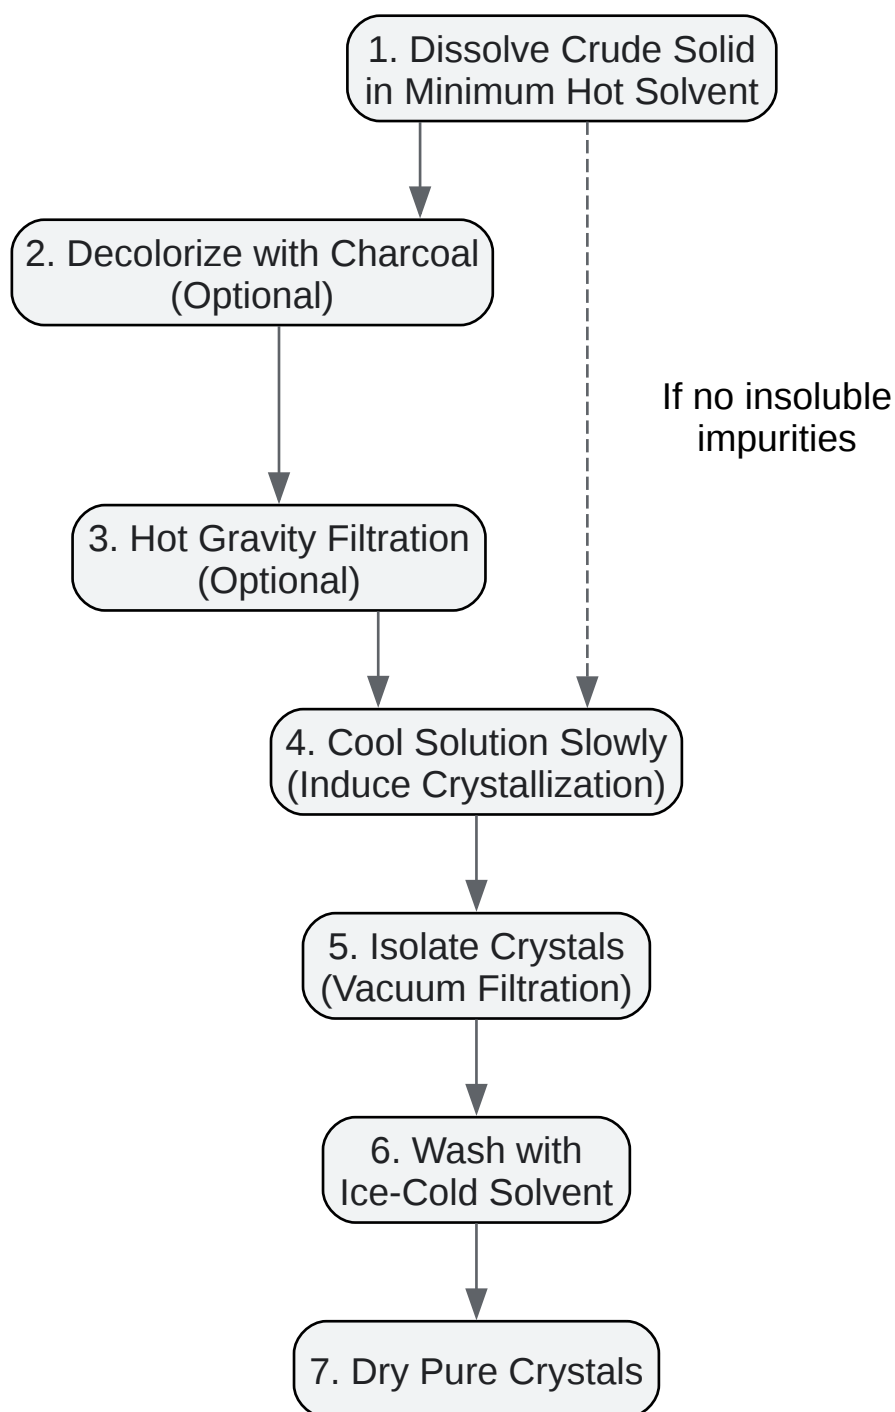 1. Dissolve Crude Solid
in Minimum Hot Solvent
2. Decolorize with Charcoal
(Optional)
If no insoluble
impurities
3. Hot Gravity Filtration
(Optional)
4. Cool Solution Slowly
(Induce Crystallization)
5. Isolate Crystals
(Vacuum Filtration)
6. Wash with
Ice-Cold Solvent
7. Dry Pure Crystals